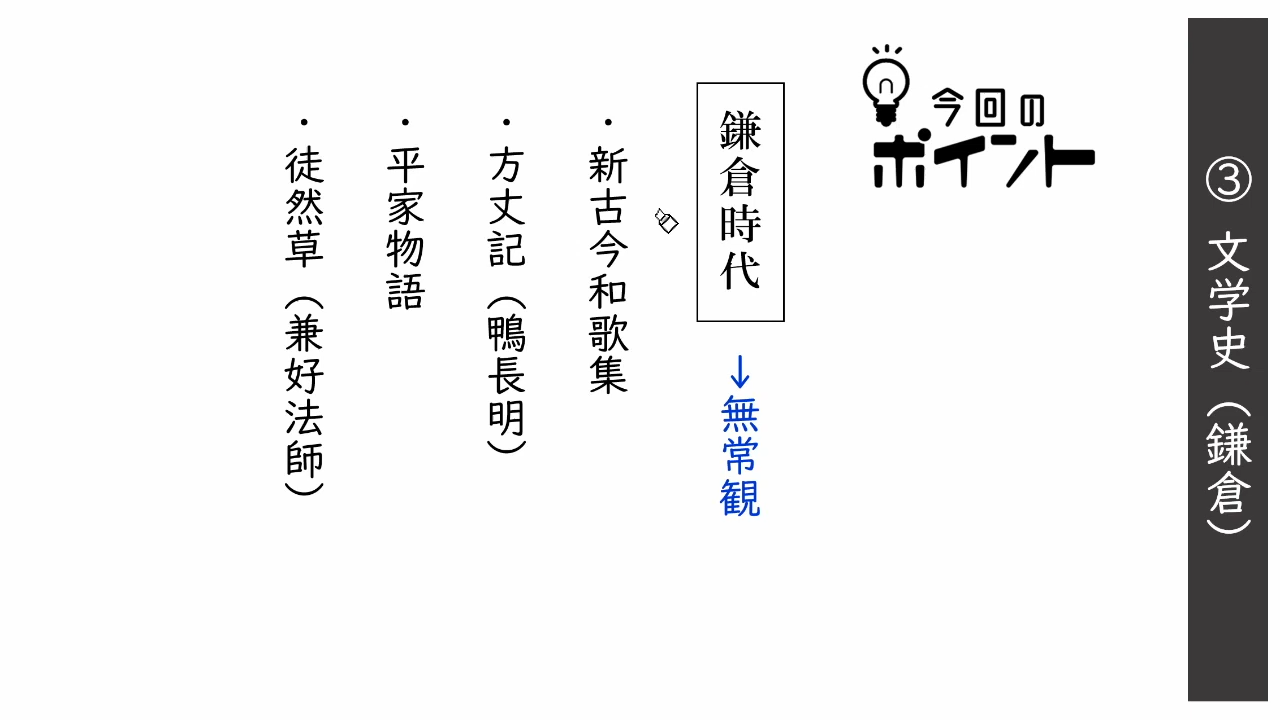 ③ 文学史（鎌倉）
今回の
ポイント
鎌倉時代
→無常観
・新古今和歌集
・方丈記（鴨長明）
・平家物語
・徒然草（兼好法師）